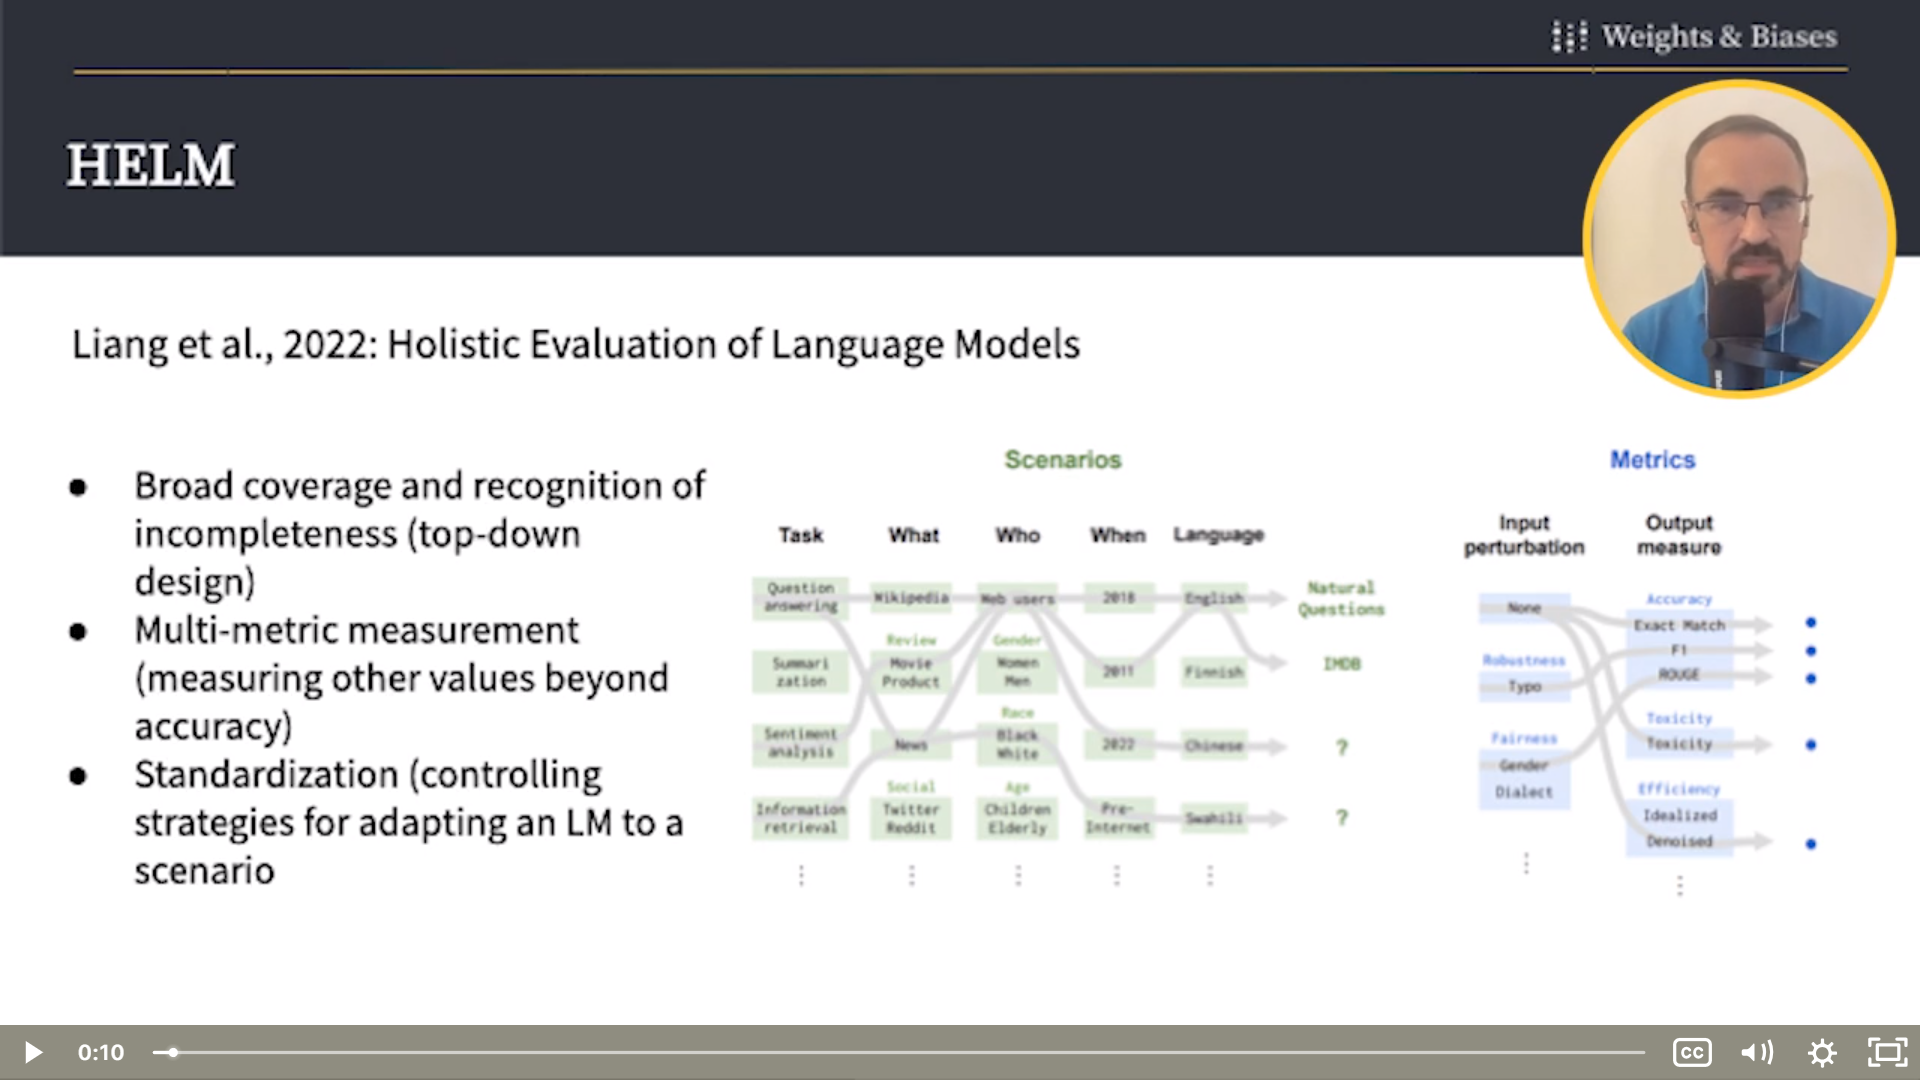 Weights & Biases
HELM
Liang et al., 2022: Holistic Evaluation of Language Models
● Broad coverage and recognition of
incompleteness (top-down
design)
● Multi-metric measurement
(measuring other values beyond
accuracy)
● Standardization (controlling
strategies for adapting an LM to a
scenario
Scenarios
Task What Who When Language
Question
answering
Wikipedia
Web users
2018
English
Natural
Questions
Summari
zation
Review
Movie
Product
Gender
Women
Men
2011
Finnish
IMDB
Sentiment
analysis
News
Race
Black
White
2022
Chinese
?
Information
retrieval
Social
Twitter
Reddit
Age
Children
Elderly
Pre-
Internet
Swahili
?
Metrics
Input
perturbation
Output
measure
None
Robustness
Typo
Fairness
Gender
Dialect
Accuracy
Exact Match
F1
ROUGE
Toxicity
Toxicity
Efficiency
Idealized
Denoised
0:10
CC